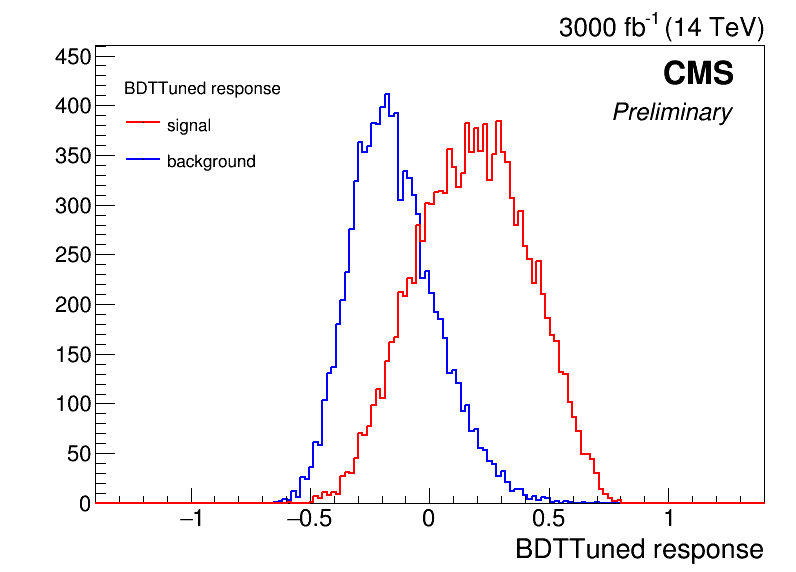 3000 fb⁻¹ (14 TeV)
CMS
Preliminary
BDTTuned response
signal
background
450
400
350
300
250
200
150
100
50
0
−1
−0.5
0
0.5
1
BDTTuned response